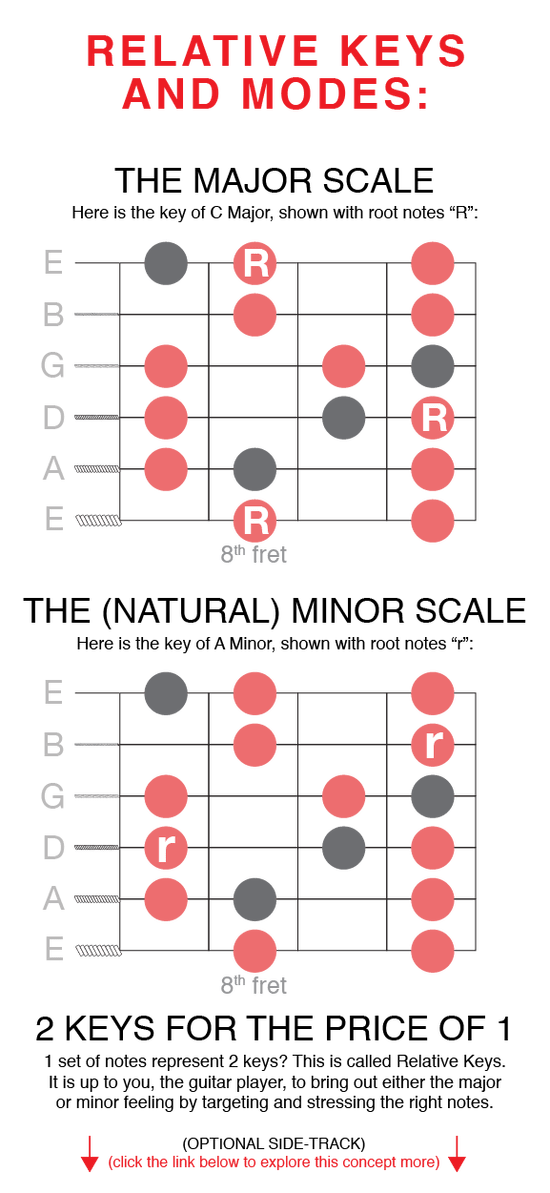 RELATIVE KEYS
AND MODES:
THE MAJOR SCALE
Here is the key of C Major, shown with root notes “R”:
E
R
B
G
D
R
A
E
R
8th fret
THE (NATURAL) MINOR SCALE
Here is the key of A Minor, shown with root notes “r”:
E
B
r
G
D
r
A
E
8th fret
2 KEYS FOR THE PRICE OF 1
1 set of notes represent 2 keys? This is called Relative Keys.
It is up to you, the guitar player, to bring out either the major
or minor feeling by targeting and stressing the right notes.
(OPTIONAL SIDE-TRACK)
(click the link below to explore this concept more)